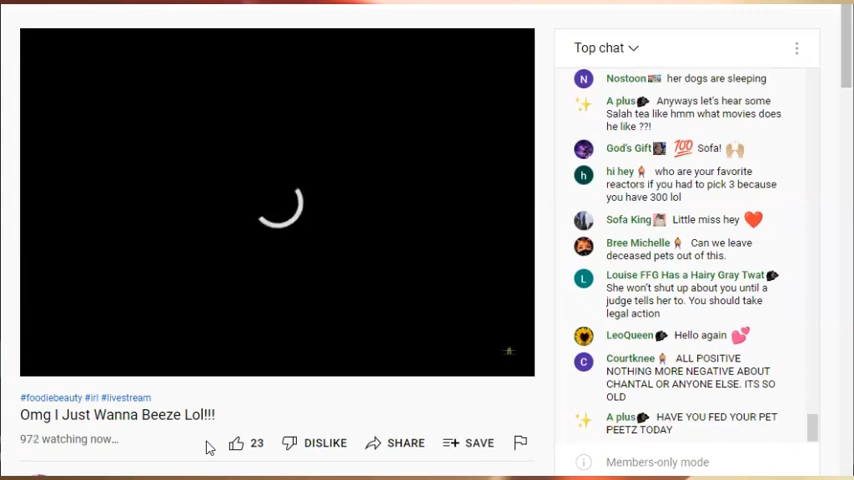 Top chat
Nostoon her dogs are sleeping
A plus Anyways let's hear some
Salah tea like hmm what movies does
he like ??!
God's Gift 100 Sofa!
hi hey who are your favorite
reactors if you had to pick 3 because
you have 300 lol
Sofa King Little miss hey
Bree Michelle Can we leave
deceased pets out of this.
Louise FFG Has a Hairy Gray Twat
She won't shut up about you until a
judge tells her to. You should take
legal action
LeoQueen Hello again
Courtknee ALL POSITIVE
NOTHING MORE NEGATIVE ABOUT
CHANTAL OR ANYONE ELSE. ITS SO
OLD
A plus HAVE YOU FED YOUR PET
PEETZ TODAY
Members-only mode
#foodiebeauty #irl #livestream
Omg I Just Wanna Beeze Lol!!!
972 watching now...
23 DISLIKE SHARE SAVE